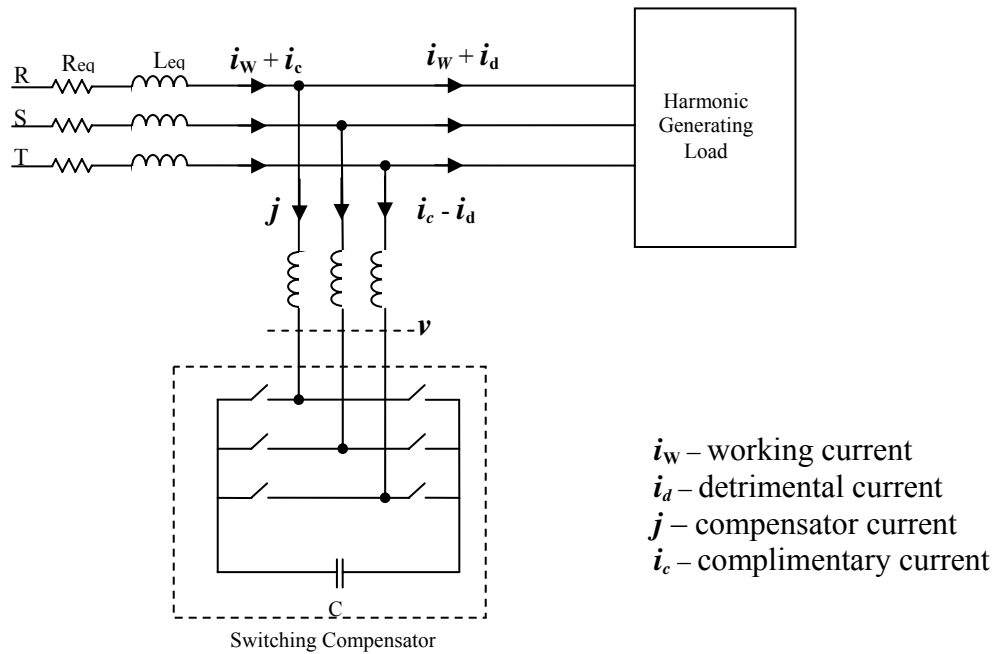 R
Req
Leq
iW + ic
iW + id
S
T
Harmonic
Generating
Load
j
ic - id
v
C
Switching Compensator
iW – working current
id – detrimental current
j – compensator current
ic – complimentary current